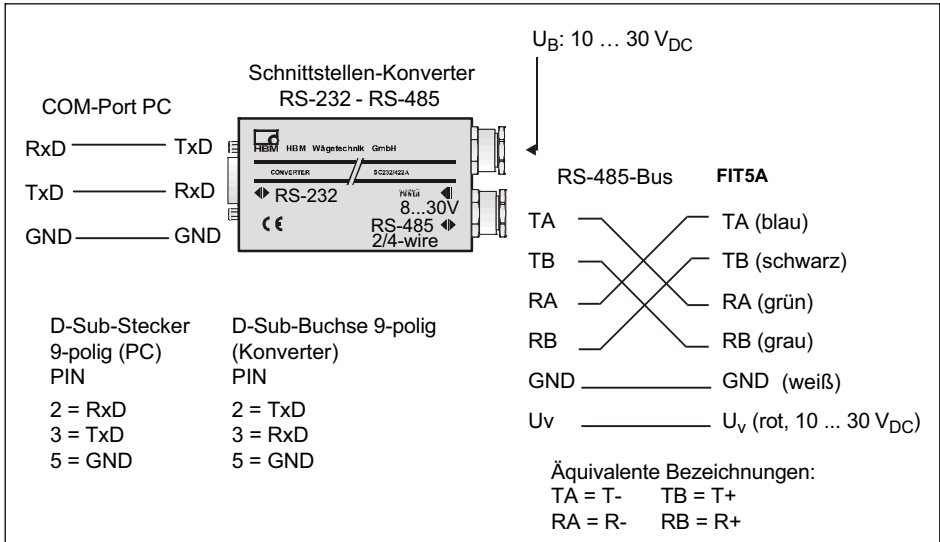 U_B: 10 … 30 V_DC
Schnittstellen-Konverter
RS-232 - RS-485
COM-Port PC
RxD TxD
TxD RxD
GND GND
HBM HBM Wägetechnik GmbH
CONVERTER SC232/422A
RS-232
8...30V
RS-485
2/4-wire
CE
RS-485-Bus FIT5A
TA TA (blau)
TB TB (schwarz)
RA RA (grün)
RB RB (grau)
GND GND (weiß)
Uv U_v (rot, 10 ... 30 V_DC)
D-Sub-Stecker
9-polig (PC)
PIN
2 = RxD
3 = TxD
5 = GND
D-Sub-Buchse 9-polig
(Konverter)
PIN
2 = TxD
3 = RxD
5 = GND
Äquivalente Bezeichnungen:
TA = T- TB = T+
RA = R- RB = R+